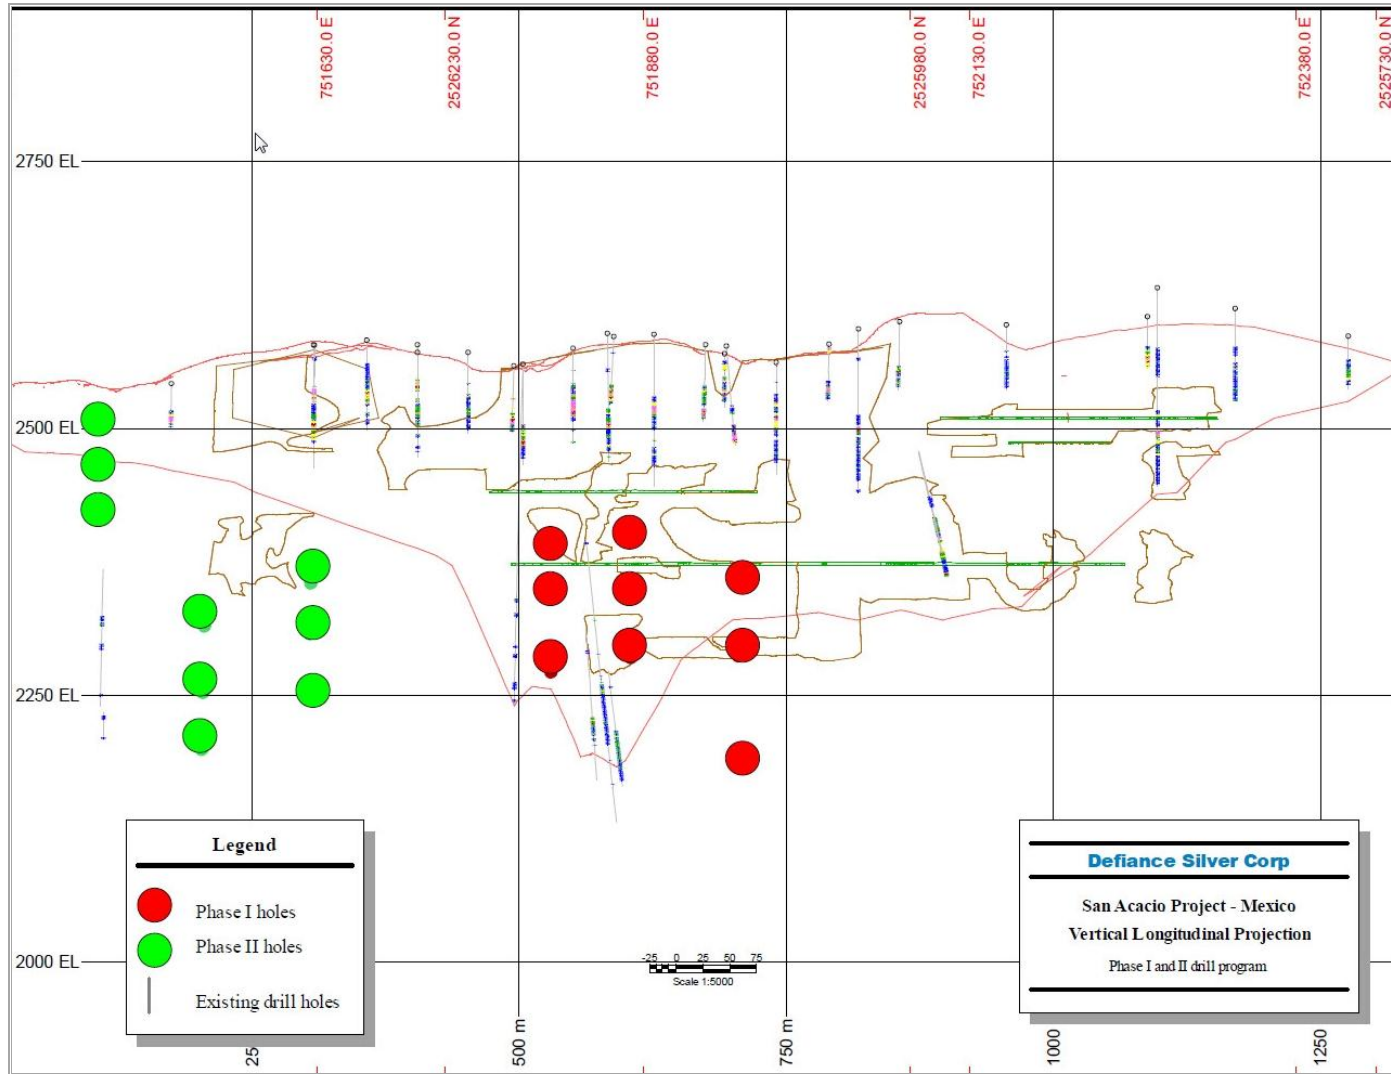 751630.0 E
2526230.0 N
751880.0 E
2525980.0 N
752130.0 E
752380.0 E
2525730.0 N
2750 EL
2500 EL
2250 EL
2000 EL
Legend
Phase I holes
Phase II holes
Existing drill holes
-25 0 25 50 75
Scale 1:5000
Defiance Silver Corp
San Acacio Project - Mexico
Vertical Longitudinal Projection
Phase I and II drill program
25
500 m
750 m
1000
1250